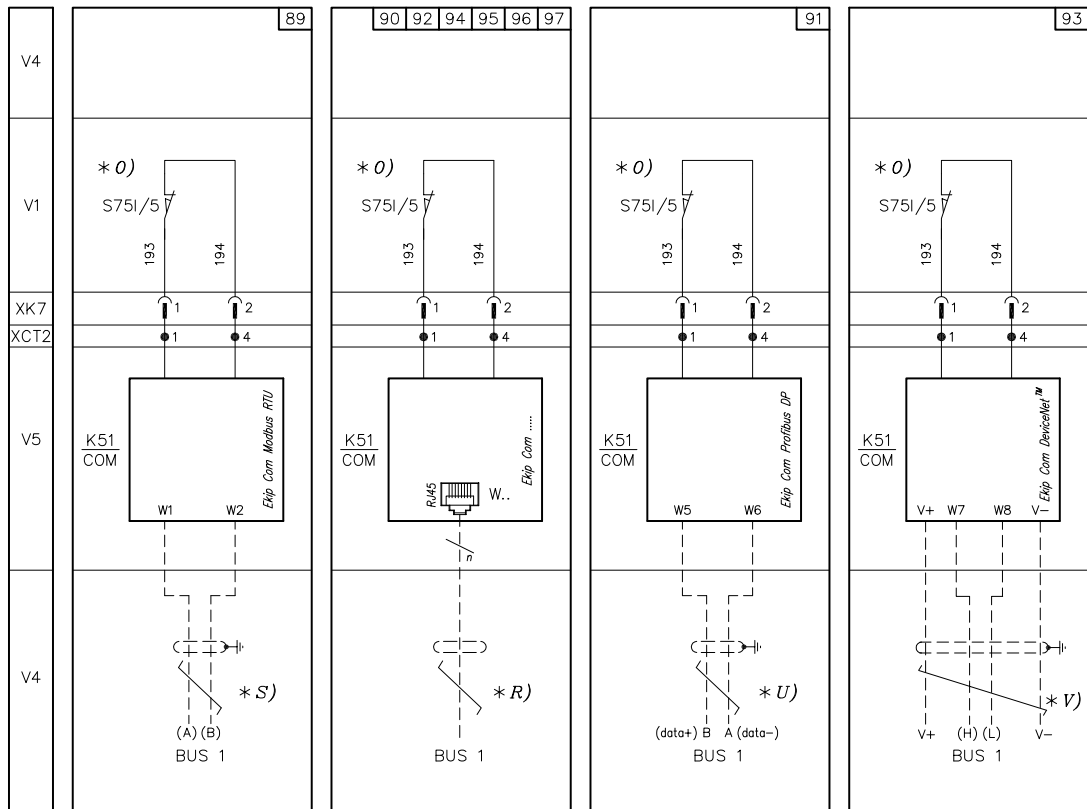 V4
V1
XK7
XCT2
V5
V4
89
*0)
S75I/5
193
194
1
2
1
4
K51
COM
Ekip Com Modbus RTU
W1
W2
*S)
(A) (B)
BUS 1
90 92 94 95 96 97
*0)
S75I/5
193
194
1
2
1
4
K51
COM
Ekip Com .....
RJ45
W..
n
*R)
BUS 1
91
*0)
S75I/5
193
194
1
2
1
4
K51
COM
Ekip Com Profibus DP
W5
W6
*U)
(data+) B A (data-)
BUS 1
93
*0)
S75I/5
193
194
1
2
1
4
K51
COM
Ekip Com DeviceNet™
V+ W7 W8 V-
*V)
V+ (H) (L) V-
BUS 1